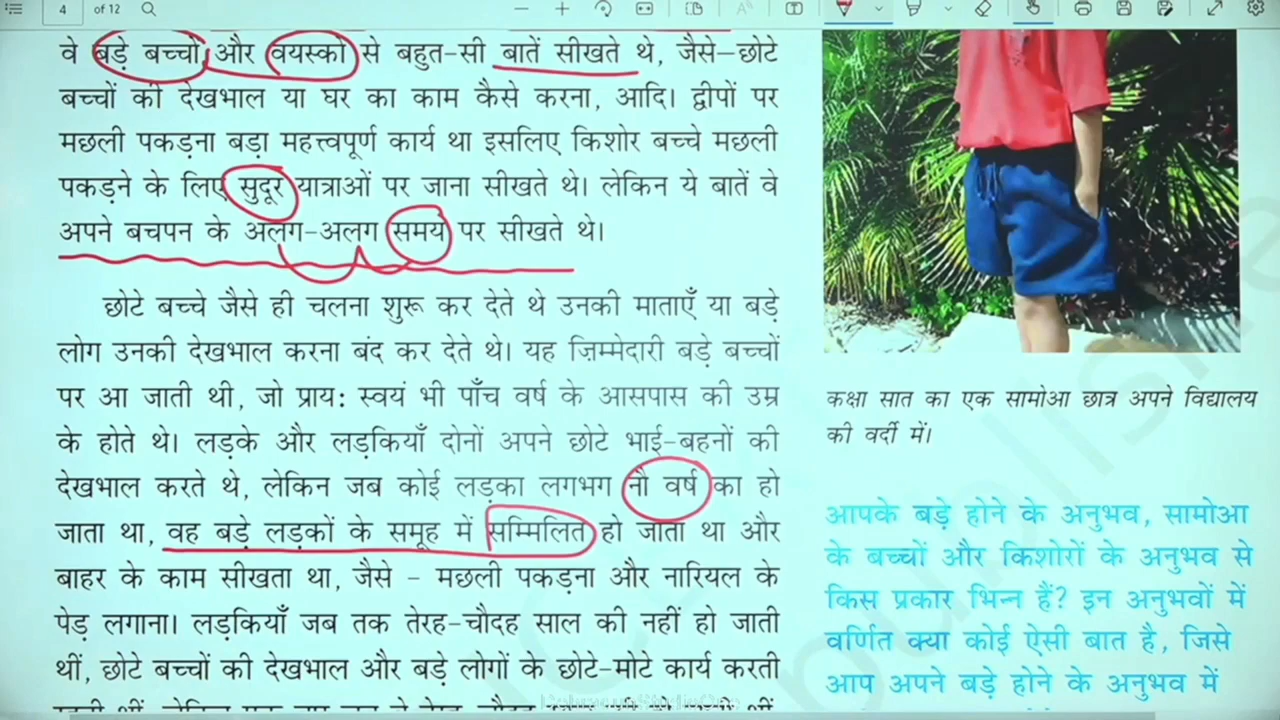 4 of 12
वे बड़े बच्चों और वयस्कों से बहुत-सी बातें सीखते थे, जैसे–छोटे
बच्चों की देखभाल या घर का काम कैसे करना, आदि। द्वीपों पर
मछली पकड़ना बड़ा महत्त्वपूर्ण कार्य था इसलिए किशोर बच्चे मछली
पकड़ने के लिए सुदूर यात्राओं पर जाना सीखते थे। लेकिन ये बातें वे
अपने बचपन के अलग-अलग समय पर सीखते थे।
छोटे बच्चे जैसे ही चलना शुरू कर देते थे उनकी माताएँ या बड़े
लोग उनकी देखभाल करना बंद कर देते थे। यह ज़िम्मेदारी बड़े बच्चों
पर आ जाती थी, जो प्राय: स्वयं भी पाँच वर्ष के आसपास की उम्र
के होते थे। लड़के और लड़कियाँ दोनों अपने छोटे भाई-बहनों की
देखभाल करते थे, लेकिन जब कोई लड़का लगभग नौ वर्ष का हो
जाता था, वह बड़े लड़कों के समूह में सम्मिलित हो जाता था और
बाहर के काम सीखता था, जैसे – मछली पकड़ना और नारियल के
पेड़ लगाना। लड़कियाँ जब तक तेरह-चौदह साल की नहीं हो जाती
थीं, छोटे बच्चों की देखभाल और बड़े लोगों के छोटे-मोटे कार्य करती
कक्षा सात का एक सामोआ छात्र अपने विद्यालय
की वर्दी में।
आपके बड़े होने के अनुभव, सामोआ
के बच्चों और किशोरों के अनुभव से
किस प्रकार भिन्न हैं? इन अनुभवों में
वर्णित क्या कोई ऐसी बात है, जिसे
आप अपने बड़े होने के अनुभव में